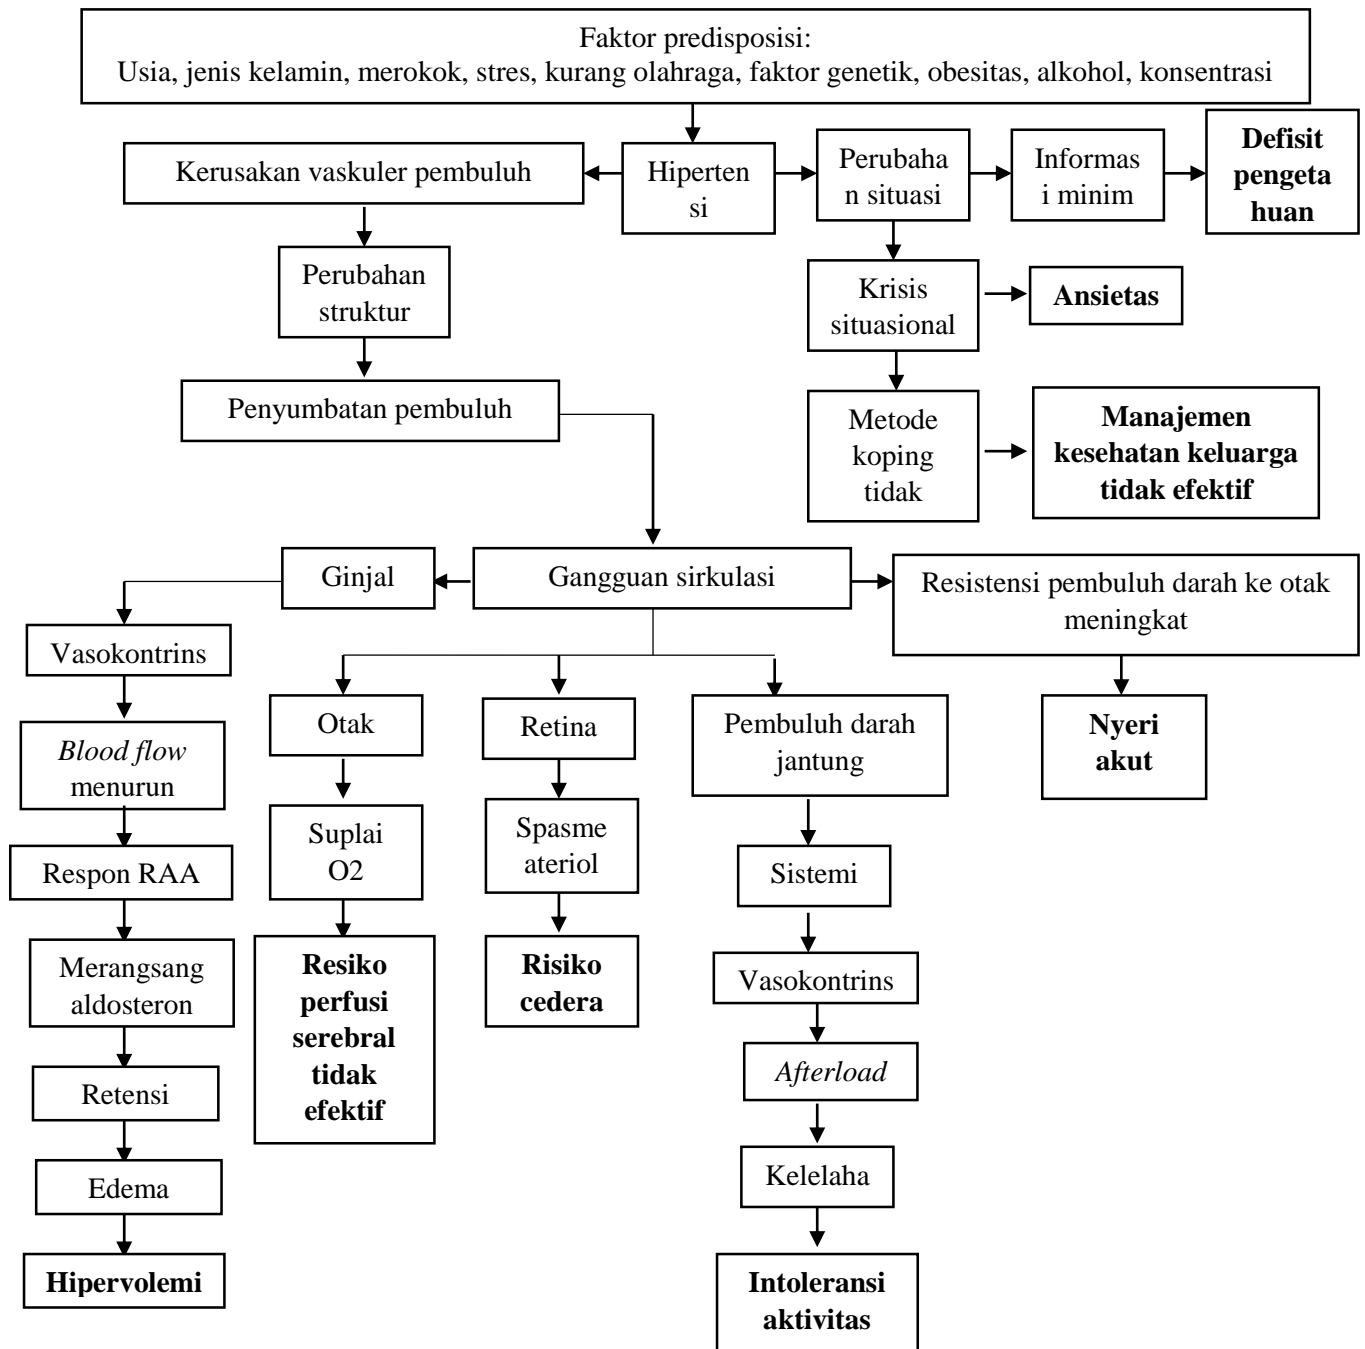 Faktor predisposisi:
Usia, jenis kelamin, merokok, stres, kurang olahraga, faktor genetik, obesitas, alkohol, konsentrasi
Kerusakan vaskuler pembuluh
Hiperten
si
Perubaha
n situasi
Informas
i minim
Defisit
pengeta
huan
Perubahan
struktur
Krisis
situasional
Ansietas
Penyumbatan pembuluh
Metode
koping
tidak
Manajemen
kesehatan keluarga
tidak efektif
Ginjal
Gangguan sirkulasi
Resistensi pembuluh darah ke otak
meningkat
Vasokontrins
Otak
Retina
Pembuluh darah
jantung
Nyeri
akut
Blood flow
menurun
Suplai
O2
Spasme
ateriol
Sistemi
Respon RAA
Merangsang
aldosteron
Resiko
perfusi
serebral
tidak
efektif
Risiko
cedera
Vasokontrins
Retensi
Afterload
Edema
Kelelaha
Hipervolemi
Intoleransi
aktivitas